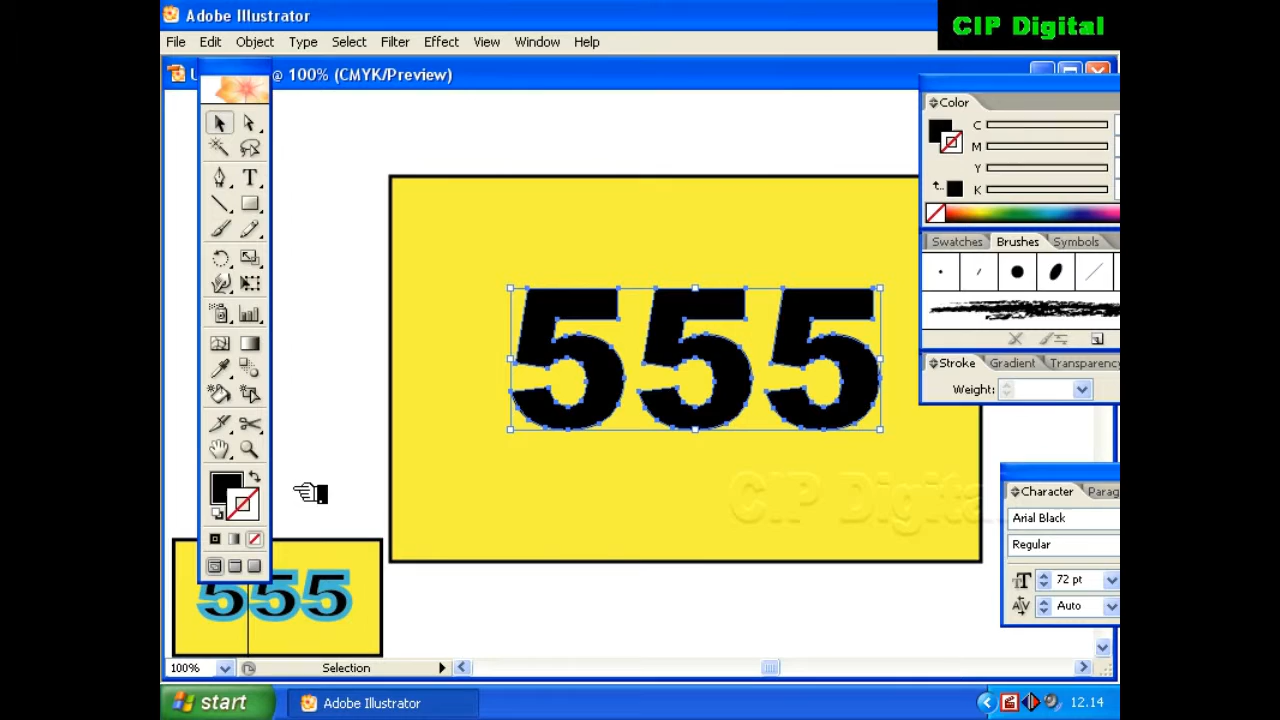 Adobe Illustrator
CIP Digital
File Edit Object Type Select Filter Effect View Window Help
@ 100% (CMYK/Preview)
Color
C
M
Y
K
T
Swatches Brushes Symbols
555
Stroke Gradient Transparency
Weight:
CIP Digital
Character Parag
Arial Black
Regular
72 pt
Auto
555
100% Selection
start Adobe Illustrator 12.14